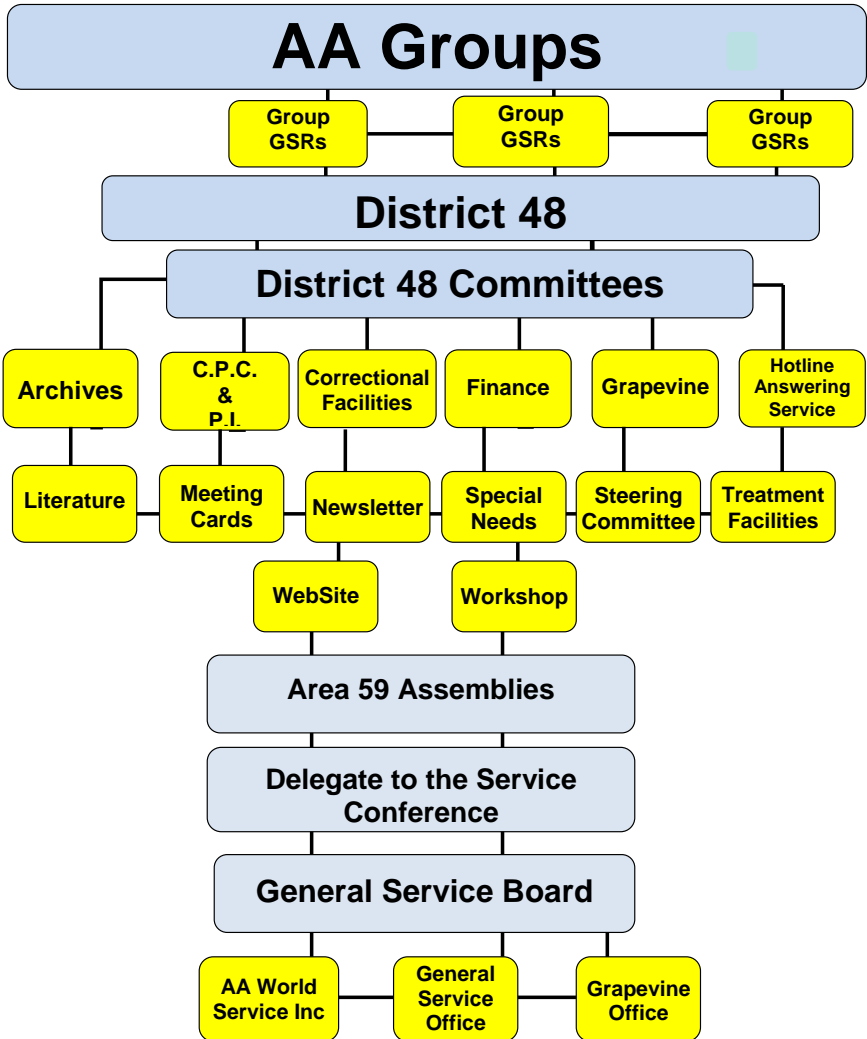 AA Groups
Group
GSRs
Group
GSRs
Group
GSRs
District 48
District 48 Committees
Archives
C.P.C.
&
P.I.
Correctional
Facilities
Finance
Grapevine
Hotline
Answering
Service
Literature
Meeting
Cards
Newsletter
Special
Needs
Steering
Committee
Treatment
Facilities
WebSite
Workshop
Area 59 Assemblies
Delegate to the Service
Conference
General Service Board
AA World
Service Inc
General
Service
Office
Grapevine
Office